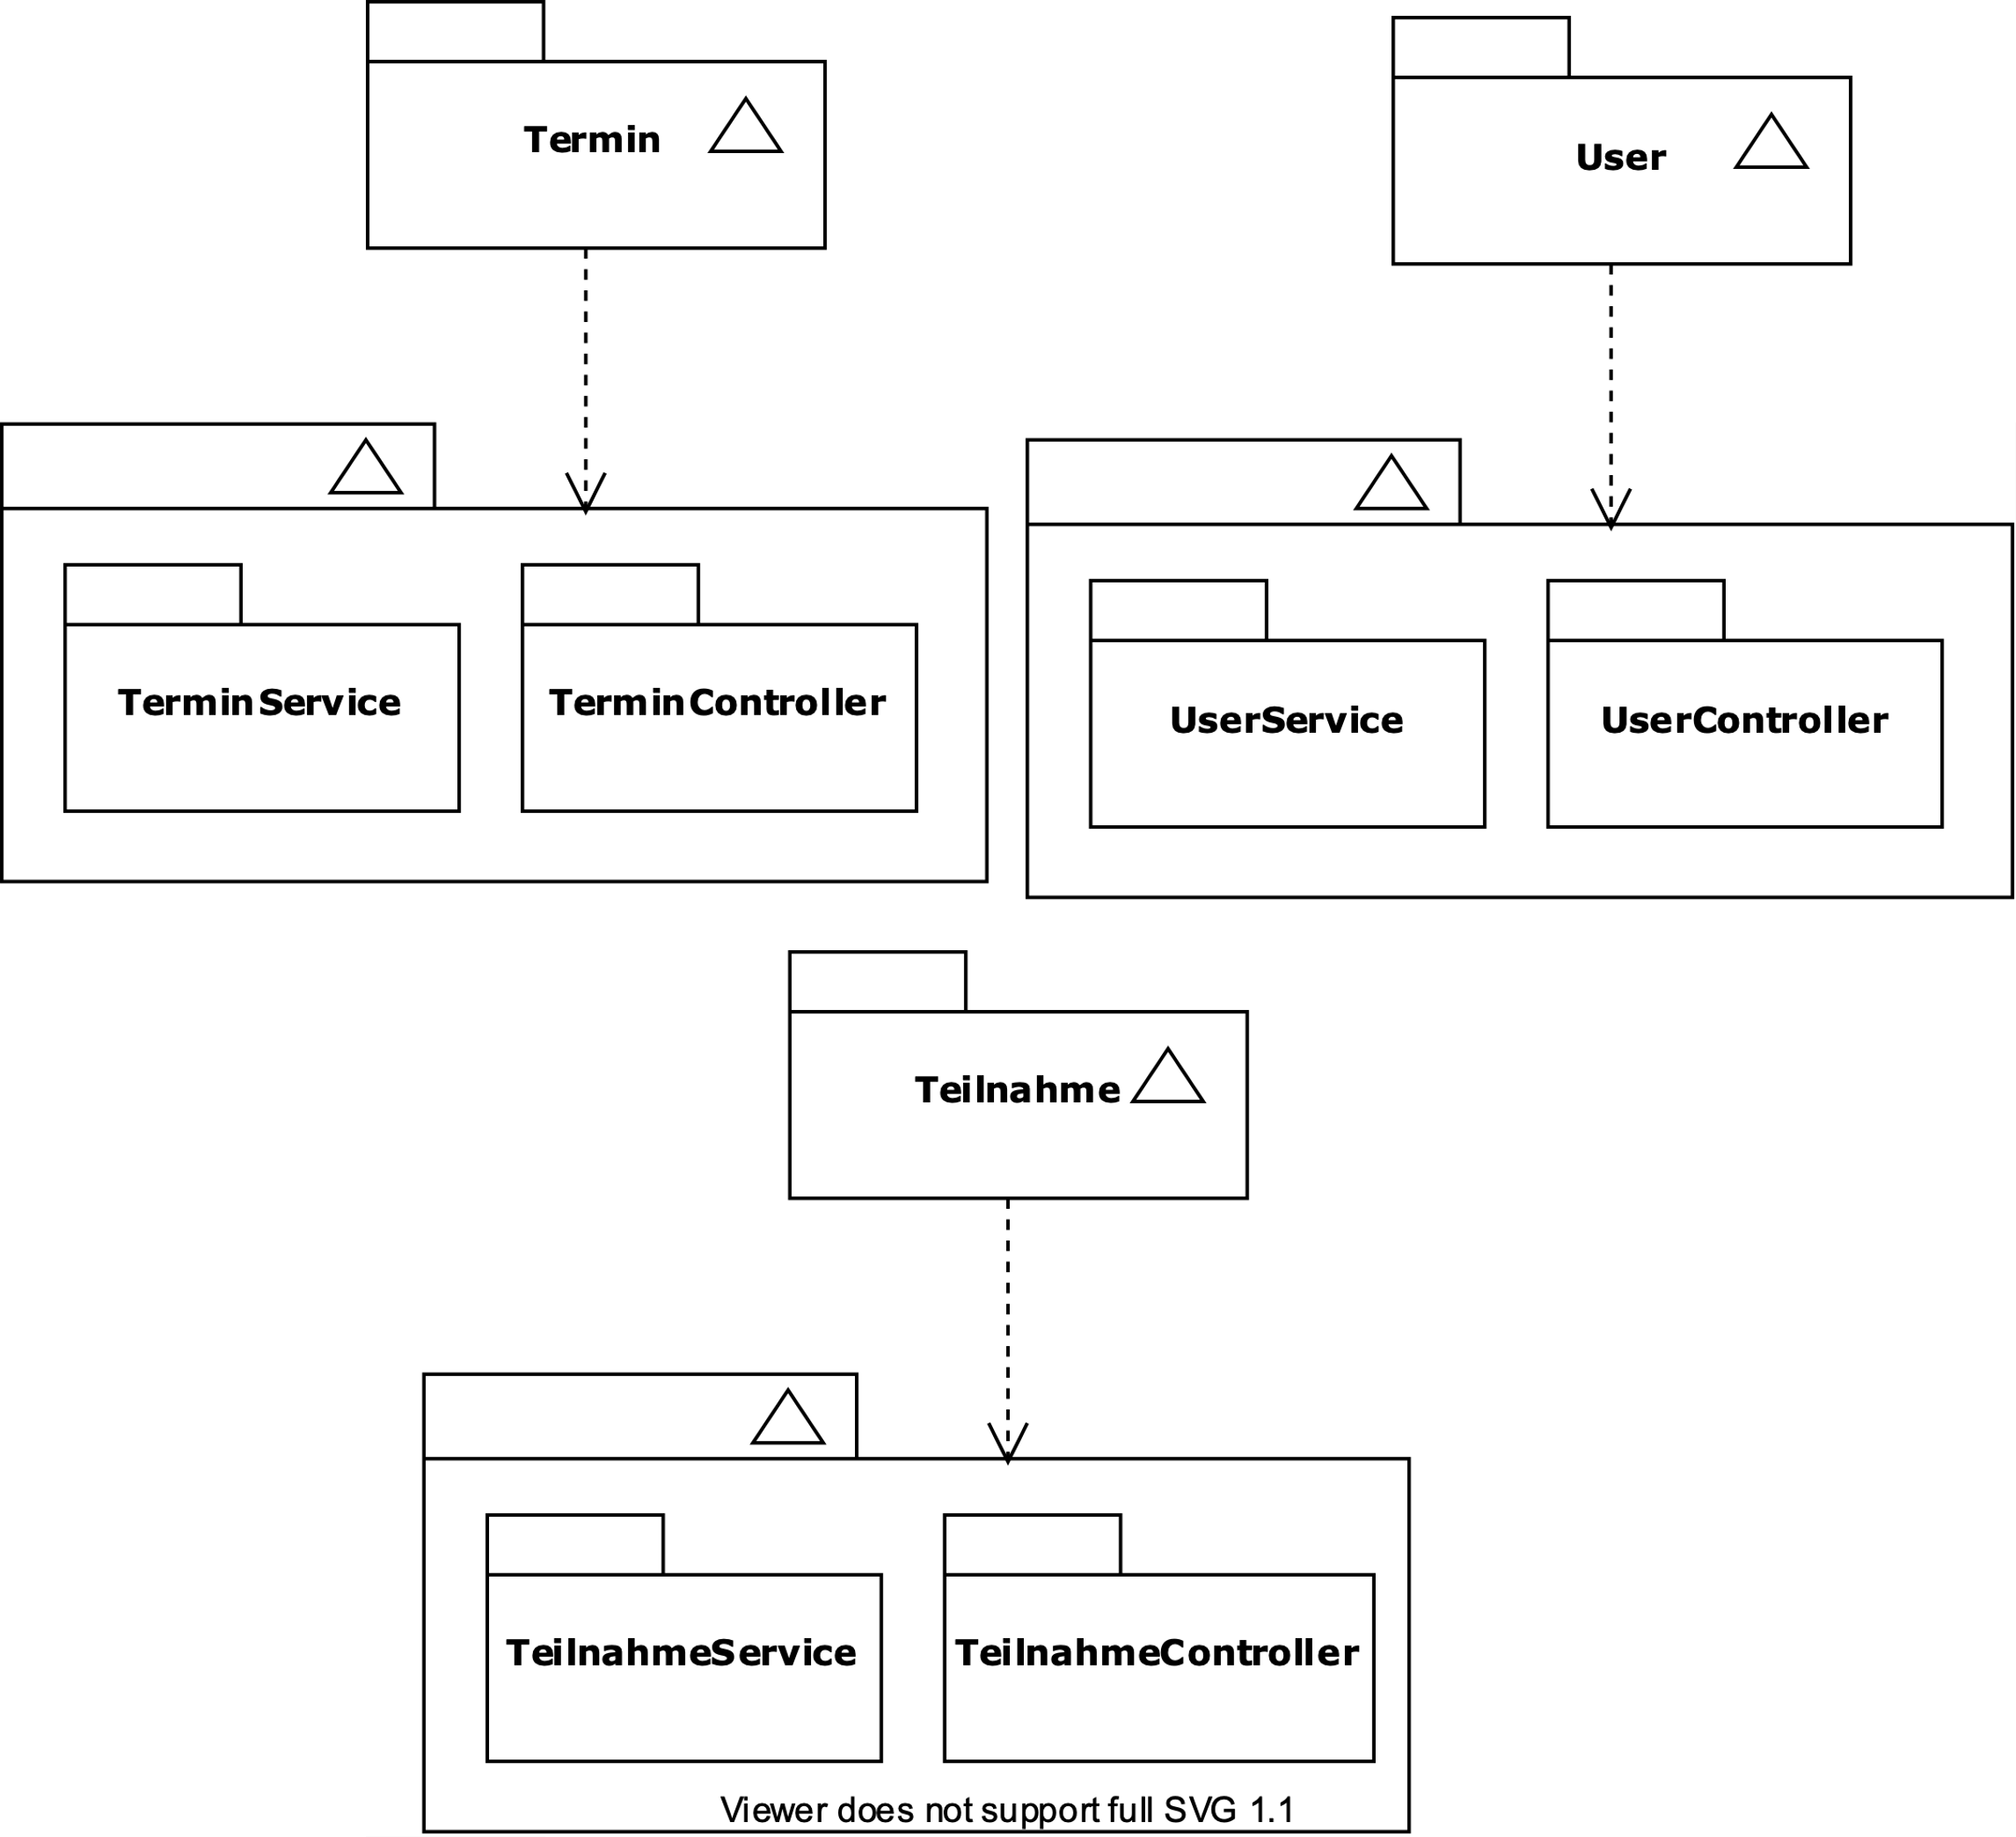 Termin
User
TerminService
TerminController
UserService
UserController
Teilnahme
TeilnahmeService
TeilnahmeController
Viewer does not support full SVG 1.1